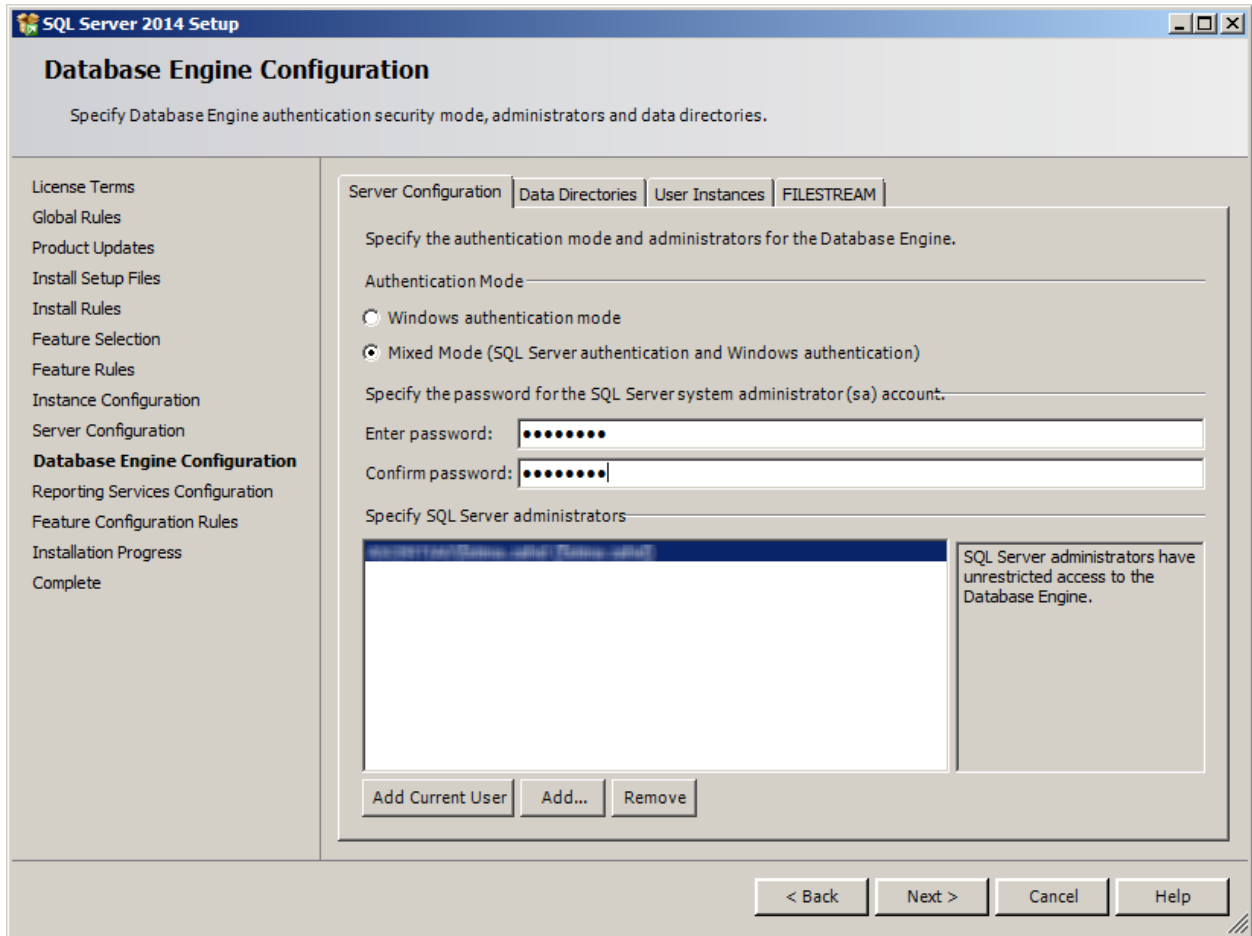 SQL Server 2014 Setup
Database Engine Configuration
Specify Database Engine authentication security mode, administrators and data directories.
License Terms
Global Rules
Product Updates
Install Setup Files
Install Rules
Feature Selection
Feature Rules
Instance Configuration
Server Configuration
Database Engine Configuration
Reporting Services Configuration
Feature Configuration Rules
Installation Progress
Complete
Server Configuration Data Directories User Instances FILESTREAM
Specify the authentication mode and administrators for the Database Engine.
Authentication Mode
Windows authentication mode
Mixed Mode (SQL Server authentication and Windows authentication)
Specify the password for the SQL Server system administrator (sa) account.
Enter password: ●●●●●●●●
Confirm password: ●●●●●●●●
Specify SQL Server administrators
SQL Server administrators have
unrestricted access to the
Database Engine.
Add Current User Add... Remove
< Back Next > Cancel Help